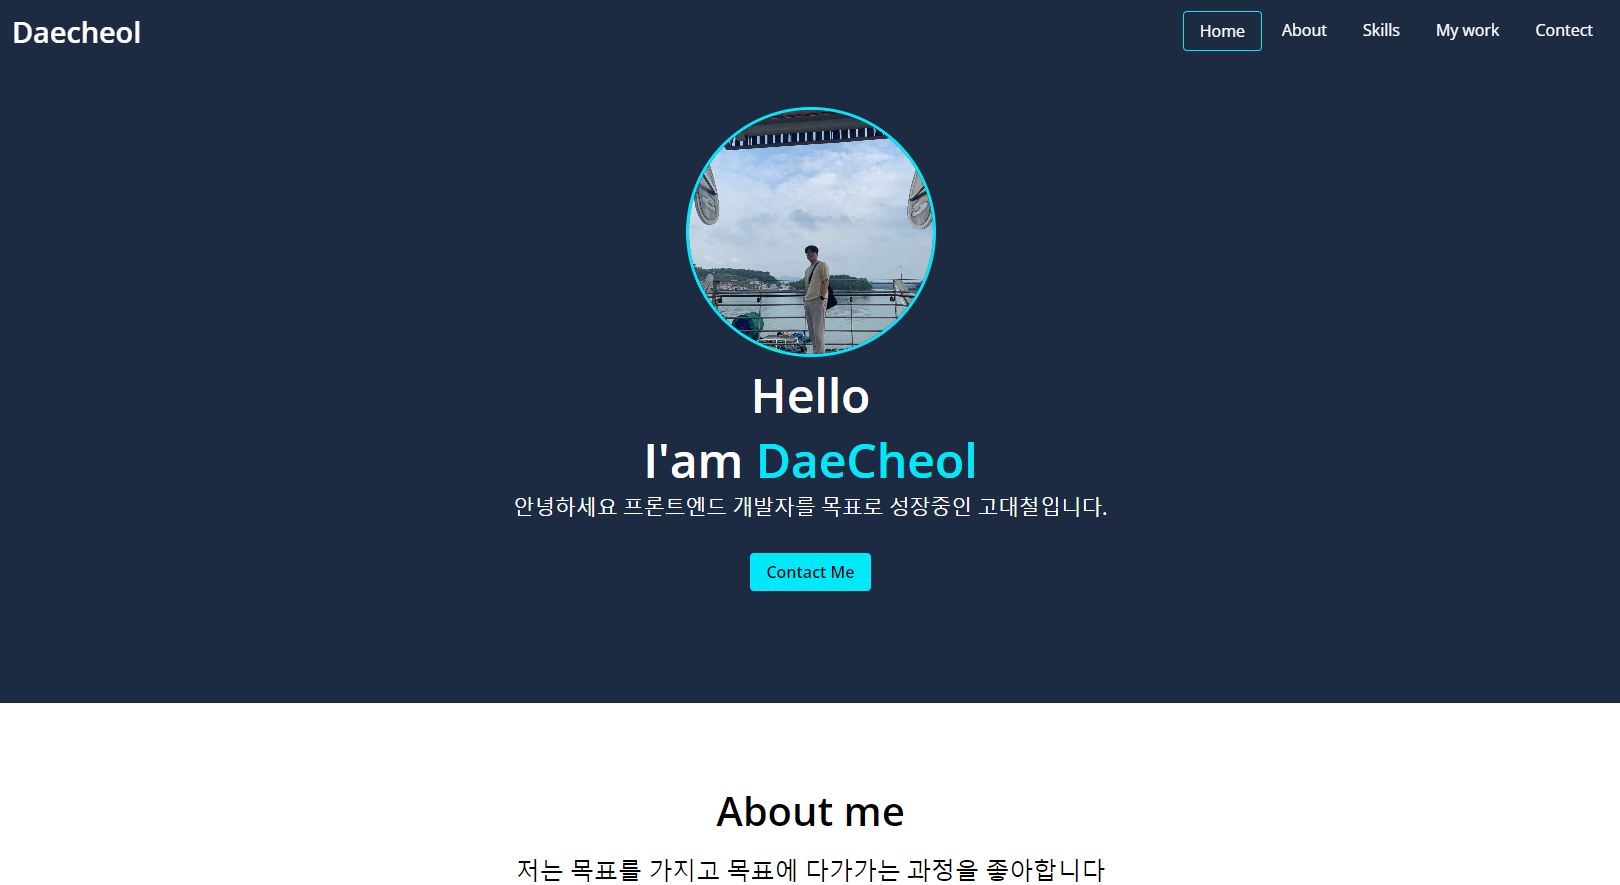 Daecheol
Home
About
Skills
My work
Contect
Hello
I'am DaeCheol
안녕하세요 프론트엔드 개발자를 목표로 성장중인 고대철입니다.
Contact Me
About me
저는 목표를 가지고 목표에 다가가는 과정을 좋아합니다